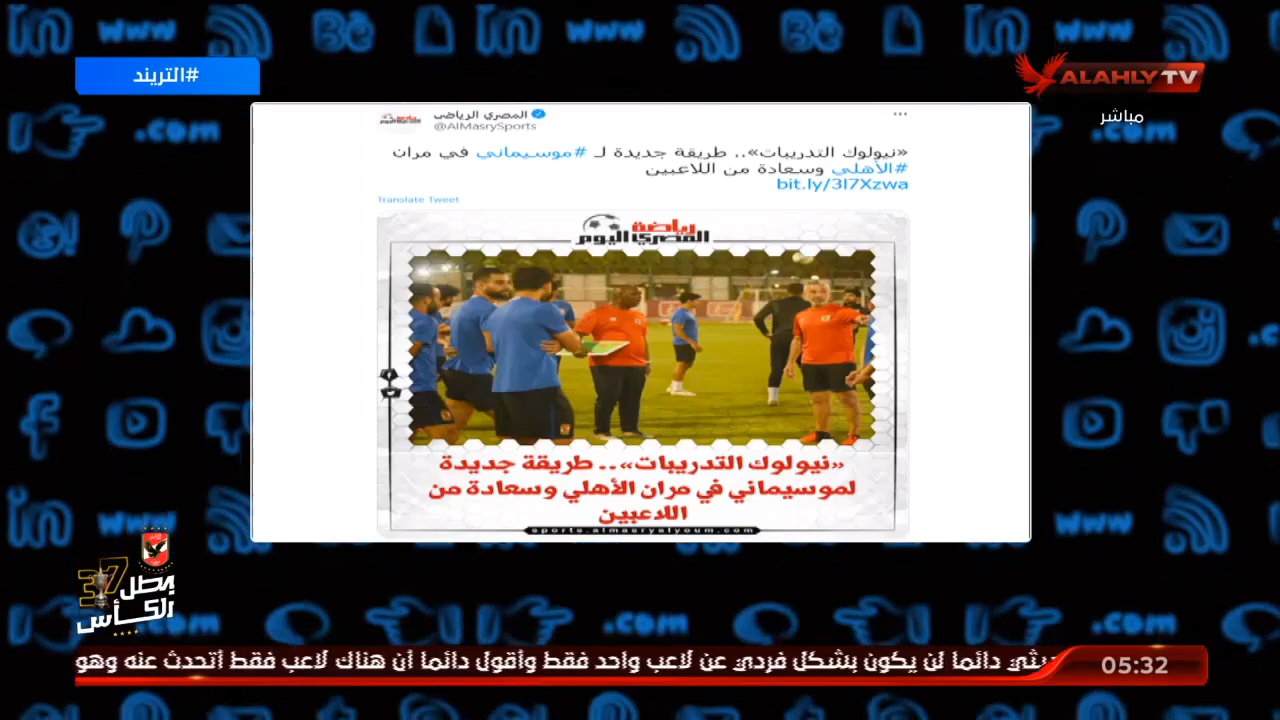 #التريند
ALAHLY TV
مباشر
المصري الرياضي
@AlMasrySports
«نيولوك التدريبات».. طريقة جديدة لـ #موسيماني في مران
#الأهلي وسعادة من اللاعبين
bit.ly/3I7Xzwa
Translate Tweet
رياضة
المصري اليوم
«نيولوك التدريبات».. طريقة جديدة
لموسيماني في مران الأهلي وسعادة من
اللاعبين
sports.almasryalyoum.com
37
بطل
الكأس
دائما لن يكون بشكل فردي عن لاعب واحد فقط وأقول دائما أن هناك لاعب فقط أتحدث عنه وهو
05:32